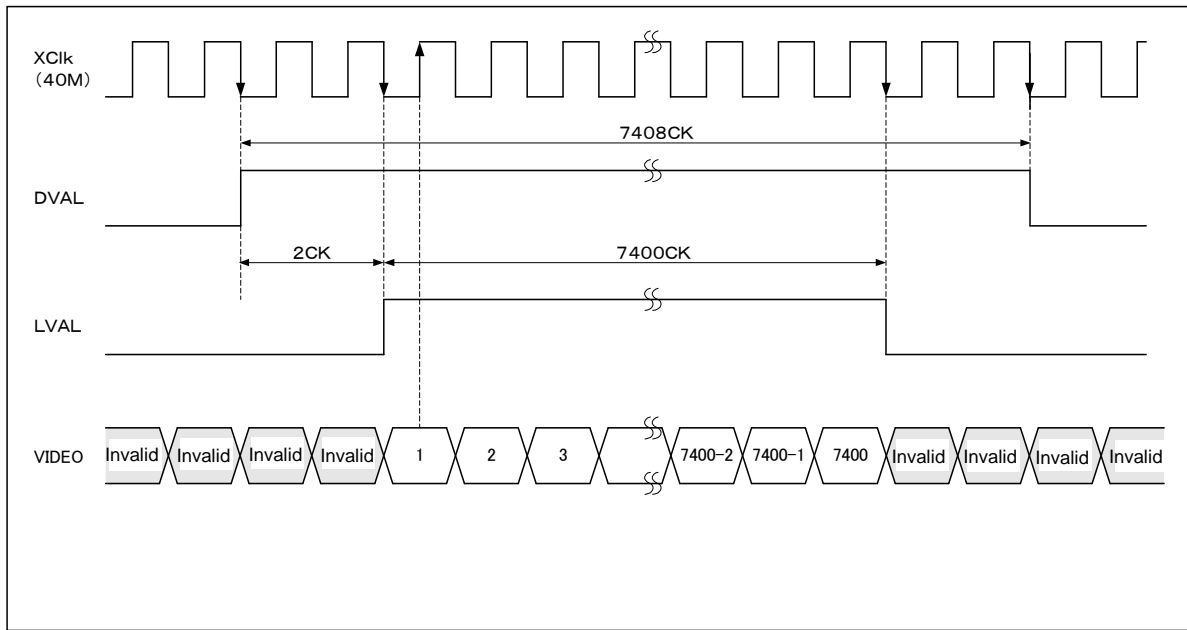 XClk
（40M）
7408CK
DVAL
2CK
7400CK
LVAL
VIDEO
Invalid Invalid Invalid Invalid 1 2 3 7400-2 7400-1 7400 Invalid Invalid Invalid Invalid